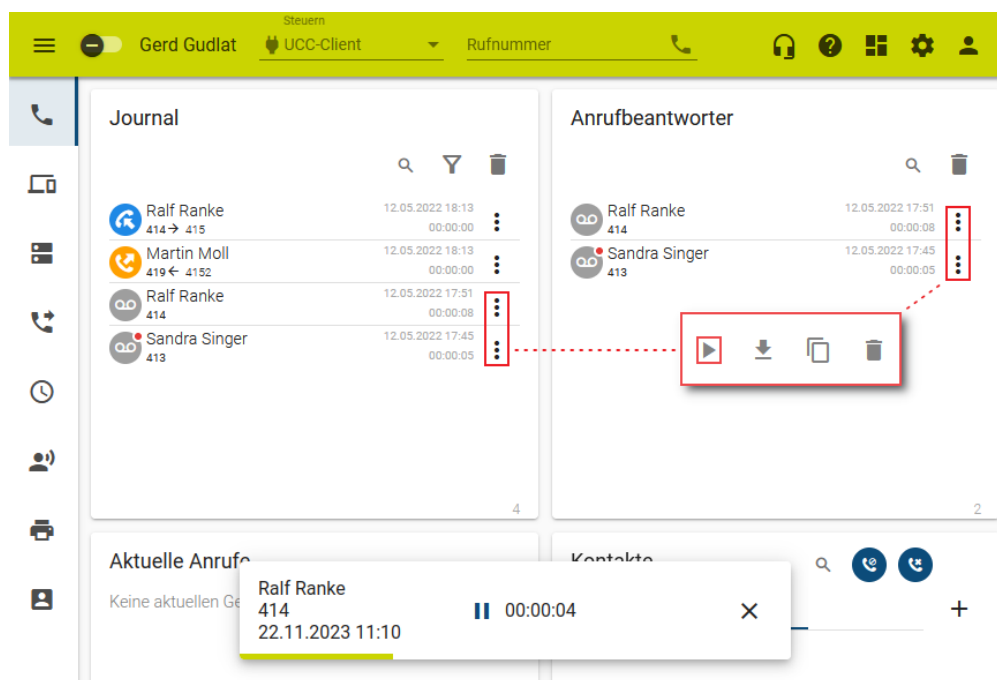 Steuern
Gerd Gudlat UCC-Client Rufnummer
Journal
Ralf Ranke 12.05.2022 18:13
414 → 415 00:00:00
Martin Moll 12.05.2022 18:13
419 ← 4152 00:00:00
Ralf Ranke 12.05.2022 17:51
414 00:00:08
Sandra Singer 12.05.2022 17:45
413 00:00:05
4
Anrufbeantworter
Ralf Ranke 12.05.2022 17:51
414 00:00:08
Sandra Singer 12.05.2022 17:45
413 00:00:05
2
Aktuelle Anrufe
Keine aktuellen Ge
Kontakte
Ralf Ranke
414 00:00:04
22.11.2023 11:10